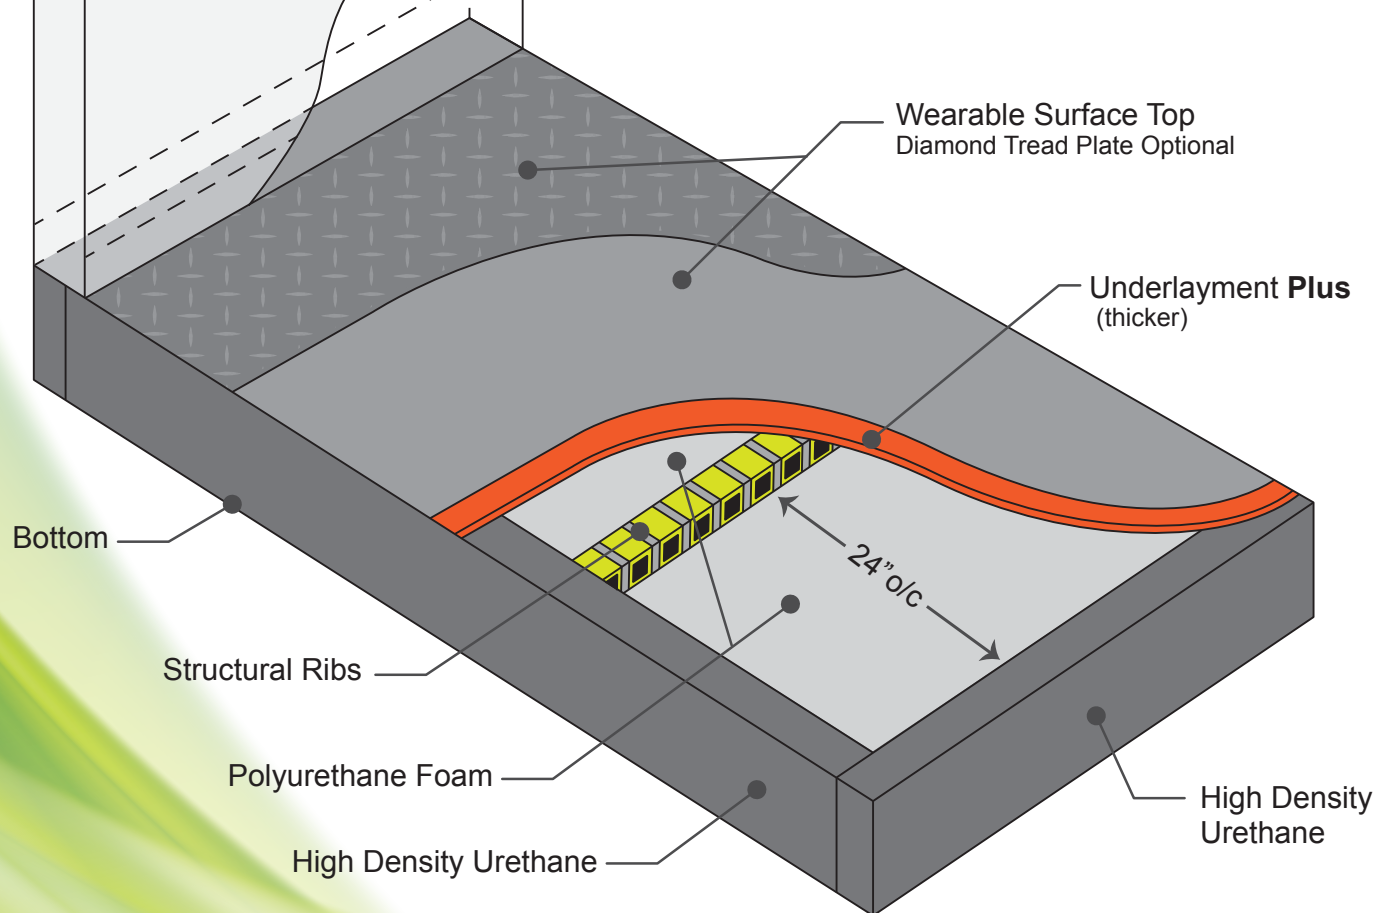 Wearable Surface Top
Diamond Tread Plate Optional
Underlayment Plus
(thicker)
24” o/c
Bottom
Structural Ribs
Polyurethane Foam
High Density Urethane
High Density
Urethane